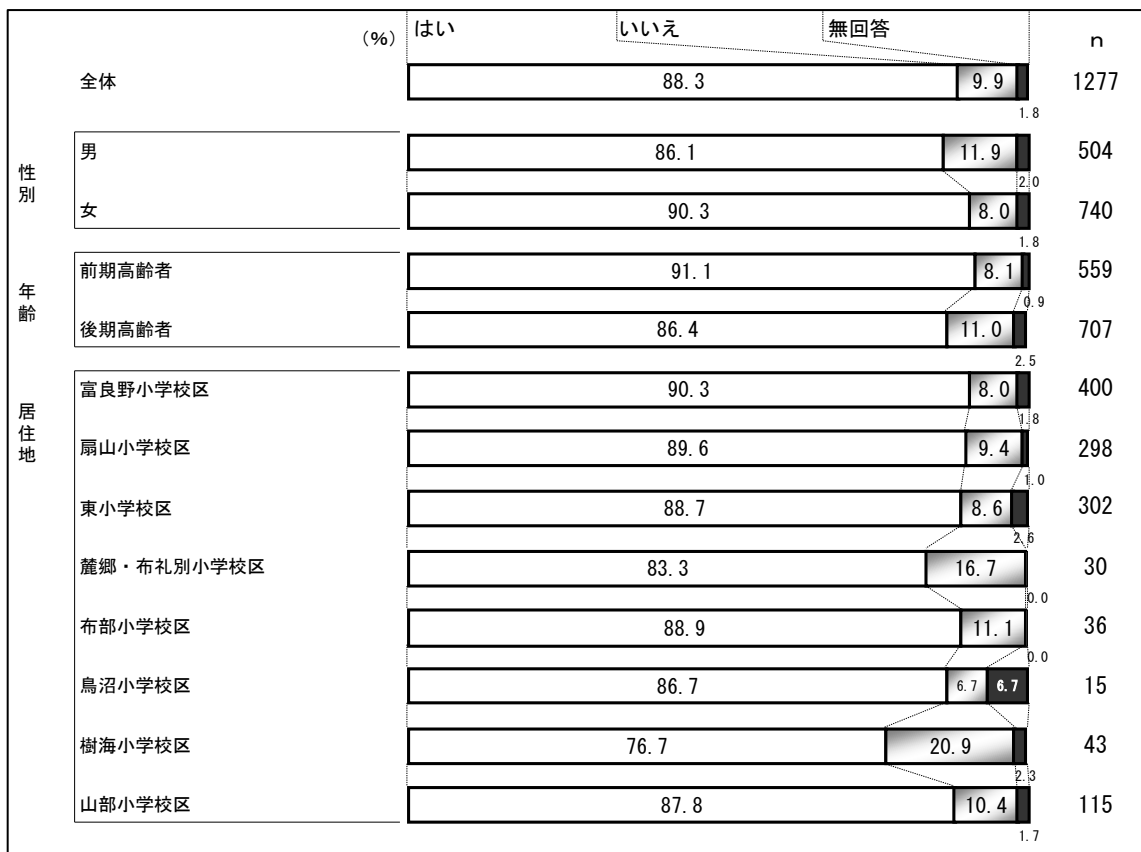 （%） はい いいえ 無回答 n
全体 88.3 9.9 1277
1.8
性別
男 86.1 11.9 504
2.0
女 90.3 8.0 740
1.8
年齢
前期高齢者 91.1 8.1 559
0.9
後期高齢者 86.4 11.0 707
2.5
居住地
富良野小学校区 90.3 8.0 400
1.8
扇山小学校区 89.6 9.4 298
1.0
東小学校区 88.7 8.6 302
2.6
麓郷・布礼別小学校区 83.3 16.7 30
0.0
布部小学校区 88.9 11.1 36
0.0
鳥沼小学校区 86.7 6.7 6.7 15
樹海小学校区 76.7 20.9 43
2.3
山部小学校区 87.8 10.4 115
1.7